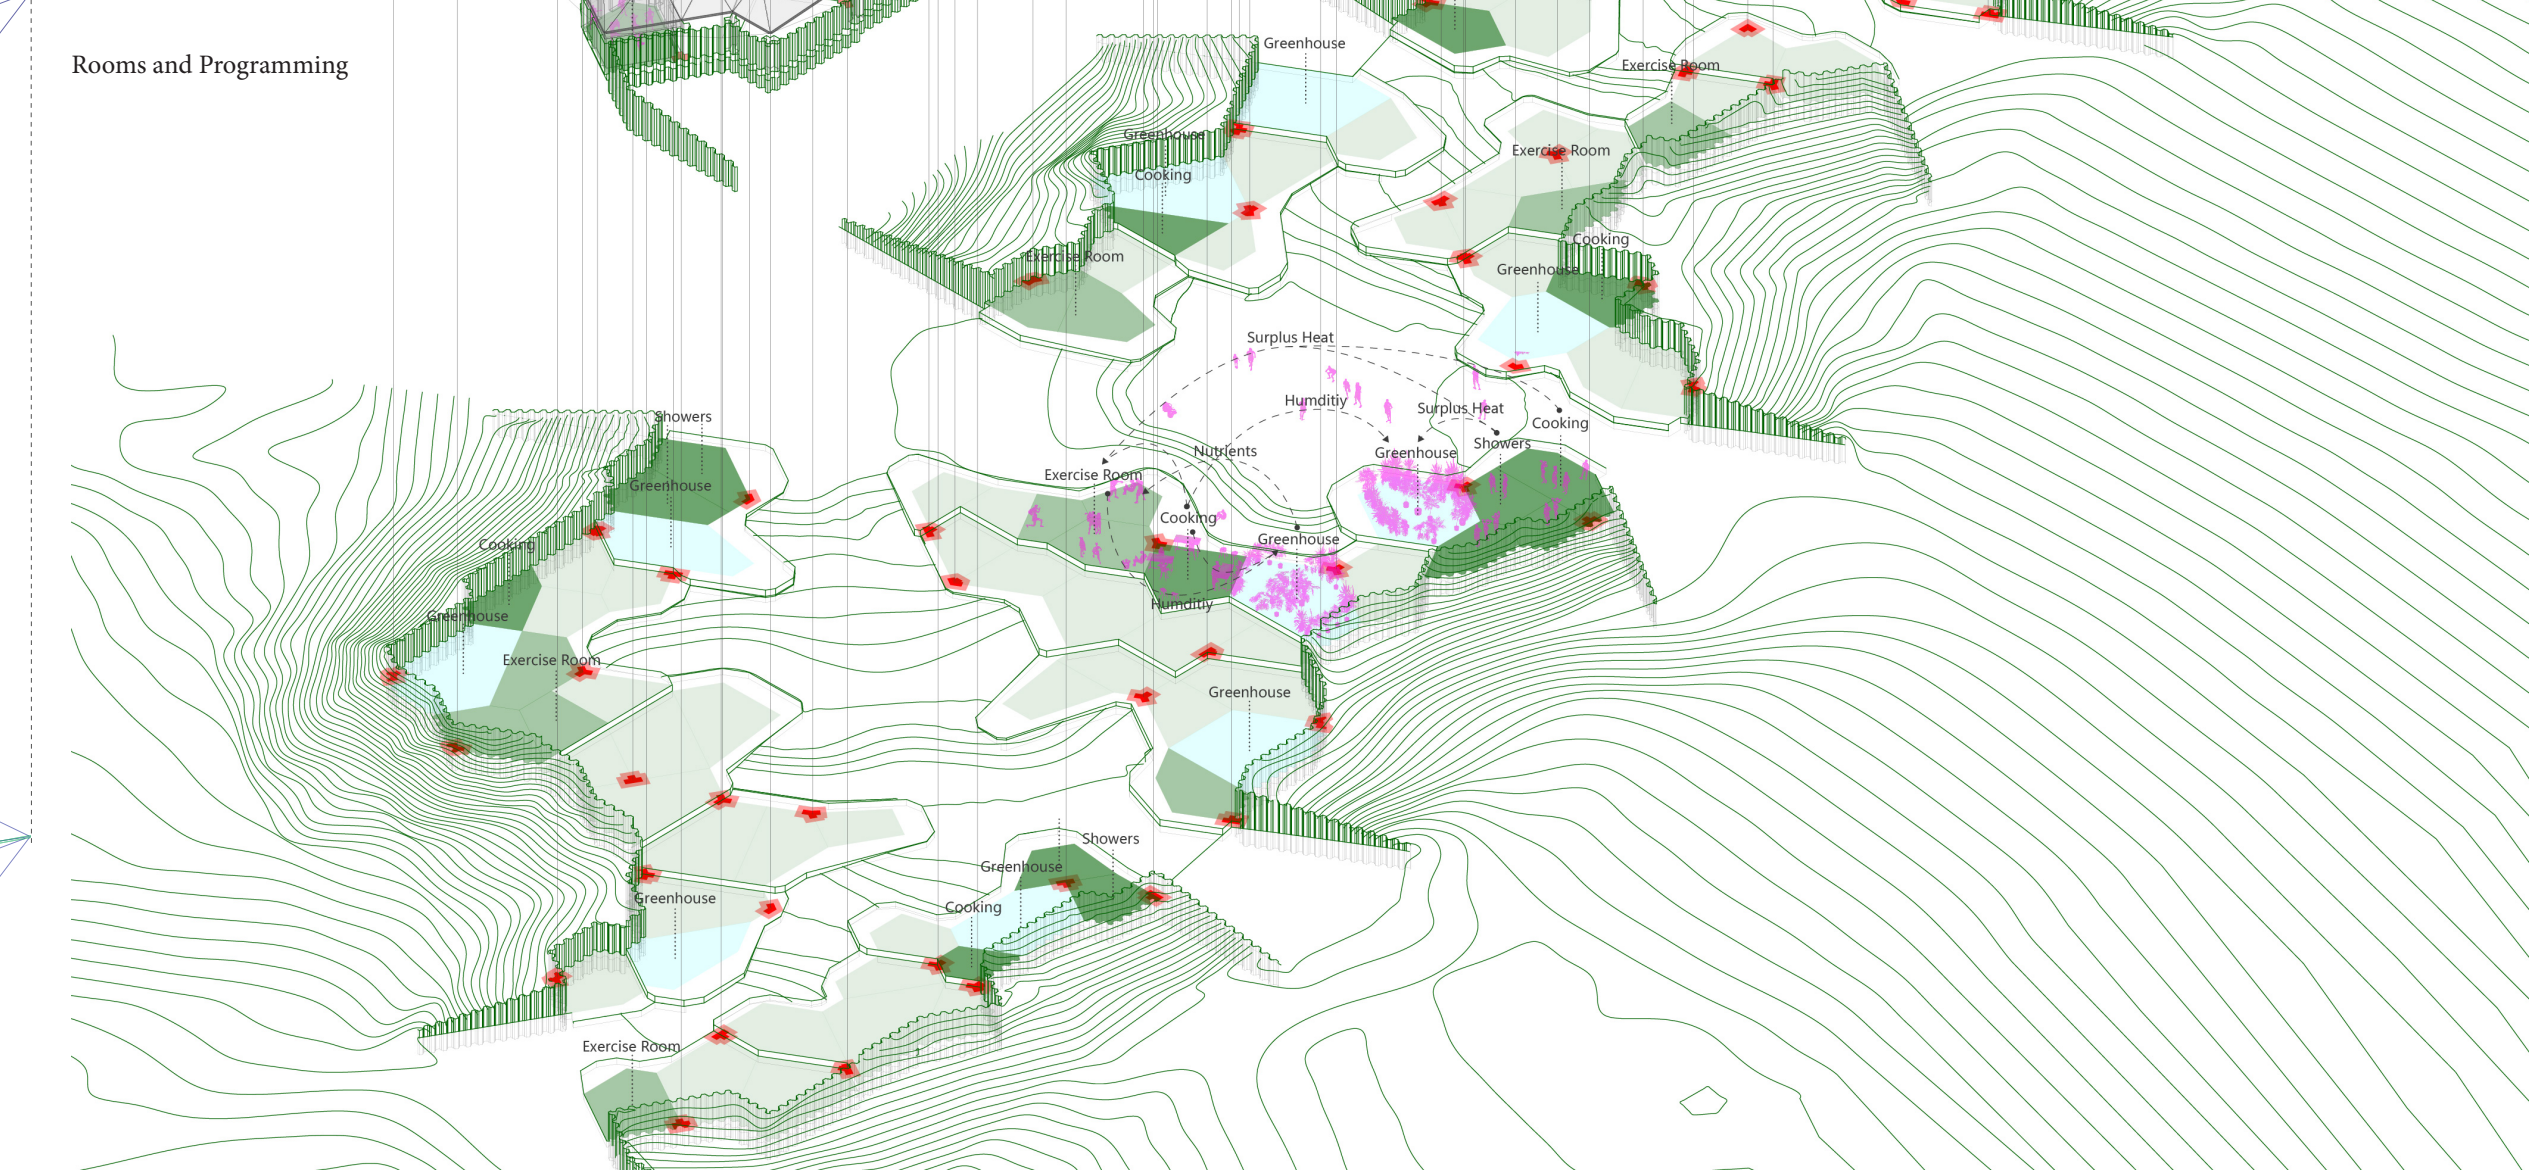 Rooms and Programming
Greenhouse
Exercise Room
Greenhouse
Exercise Room
Cooking
Cooking
Exercise Room
Greenhouse
Surplus Heat
Humditiy
Surplus Heat
Cooking
Showers
Showers
Nutrients
Greenhouse
Exercise Room
Greenhouse
Cooking
Greenhouse
Cooking
Humditiy
Greenhouse
Exercise Room
Greenhouse
Showers
Greenhouse
Greenhouse
Cooking
Exercise Room